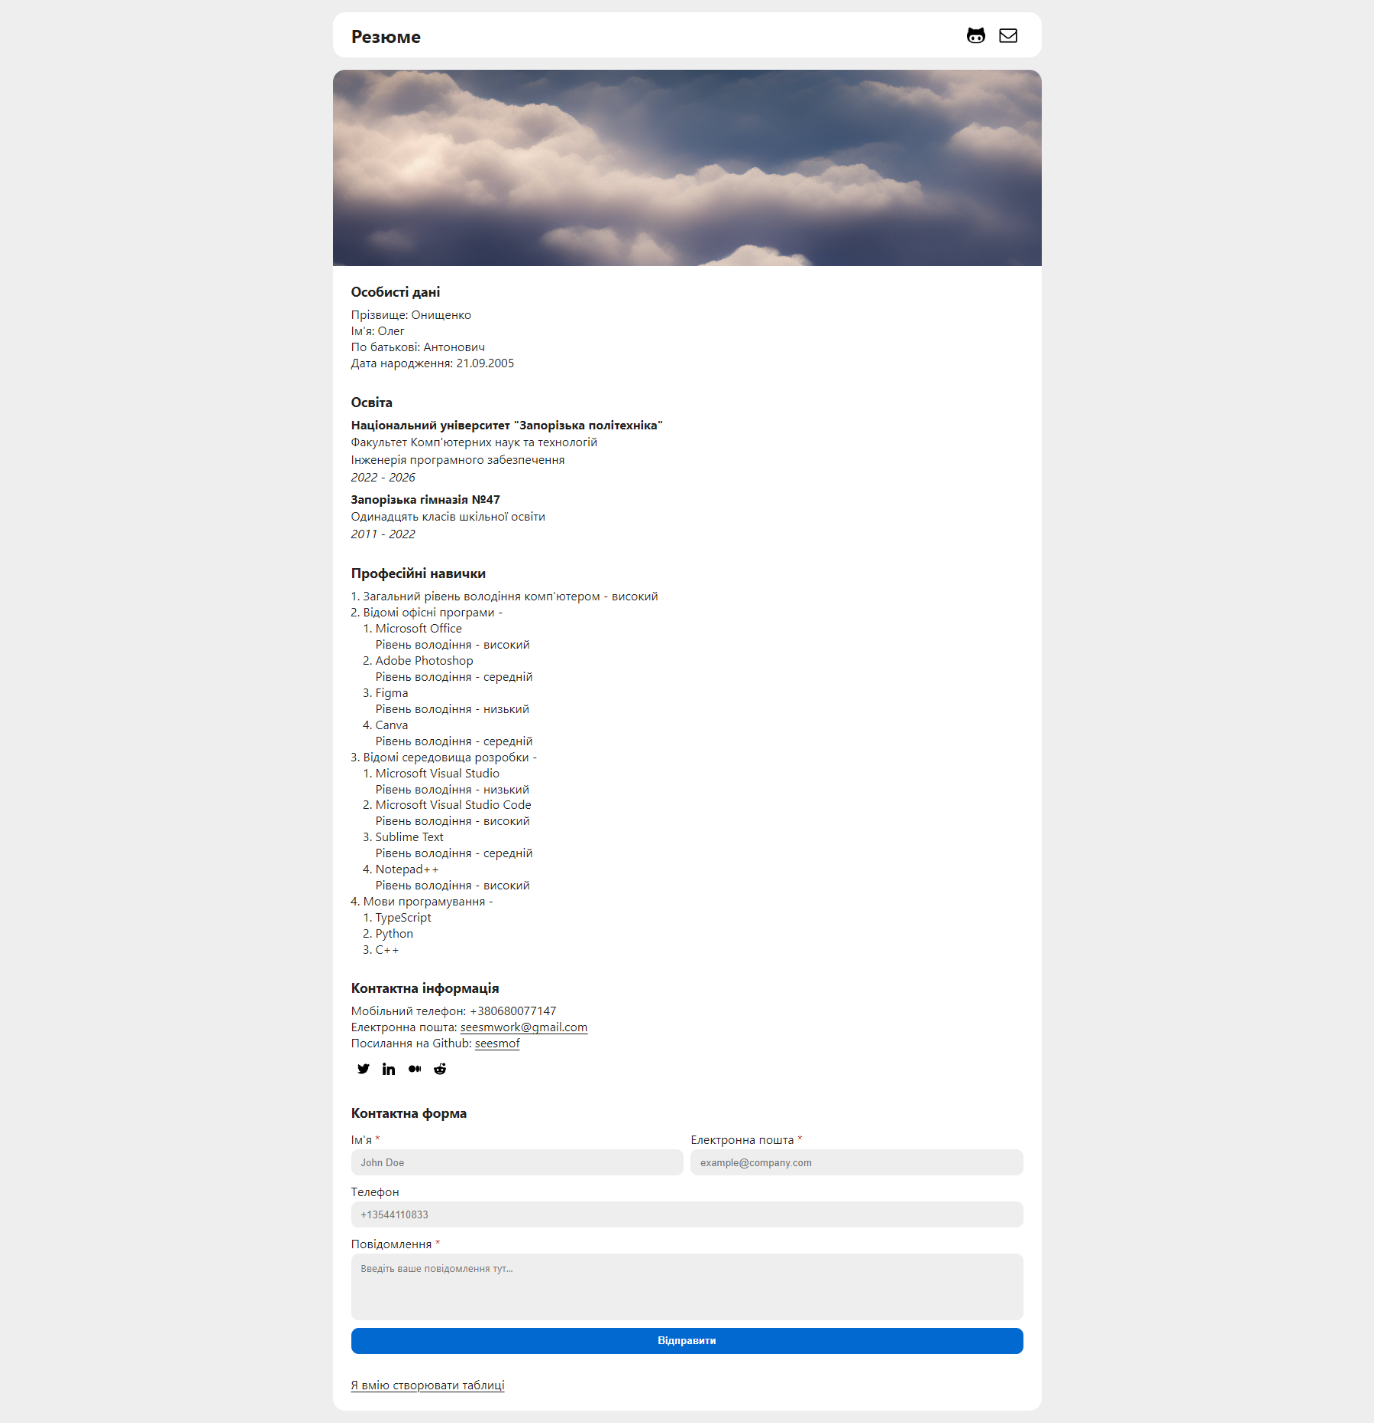 Резюме
Особисті дані
Прізвище: Онищенко
Ім'я: Олег
По батькові: Антонович
Дата народження: 21.09.2005
Освіта
Національний університет "Запорізька політехніка"
Факультет Комп'ютерних наук та технологій
Інженерія програмного забезпечення
2022 - 2026
Запорізька гімназія №47
Одинадцять класів шкільної освіти
2011 - 2022
Професійні навички
1. Загальний рівень володіння комп'ютером - високий
2. Відомі офісні програми -
1. Microsoft Office
Рівень володіння - високий
2. Adobe Photoshop
Рівень володіння - середній
3. Figma
Рівень володіння - низький
4. Canva
Рівень володіння - середній
3. Відомі середовища розробки -
1. Microsoft Visual Studio
Рівень володіння - низький
2. Microsoft Visual Studio Code
Рівень володіння - високий
3. Sublime Text
Рівень володіння - середній
4. Notepad++
Рівень володіння - високий
4. Мови програмування -
1. TypeScript
2. Python
3. C++
Контактна інформація
Мобільний телефон: +380680077147
Електронна пошта: seesmwork@gmail.com
Посилання на Github: seesmof
Контактна форма
Ім'я * Електронна пошта *
John Doe example@company.com
Телефон
+13544110833
Повідомлення *
Введіть ваше повідомлення тут...
Відправити
Я вмію створювати таблиці